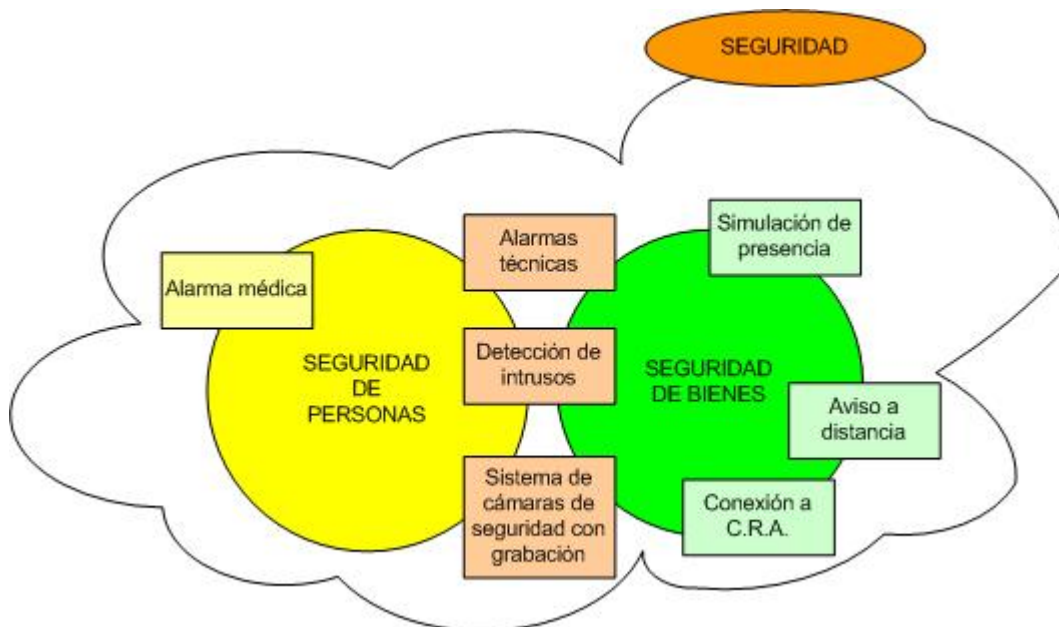 SEGURIDAD
Simulación de
presencia
Alarmas
técnicas
Alarma médica
SEGURIDAD
DE
PERSONAS
Detección de
intrusos
SEGURIDAD
DE BIENES
Aviso a
distancia
Sistema de
cámaras de
seguridad con
grabación
Conexión a
C.R.A.